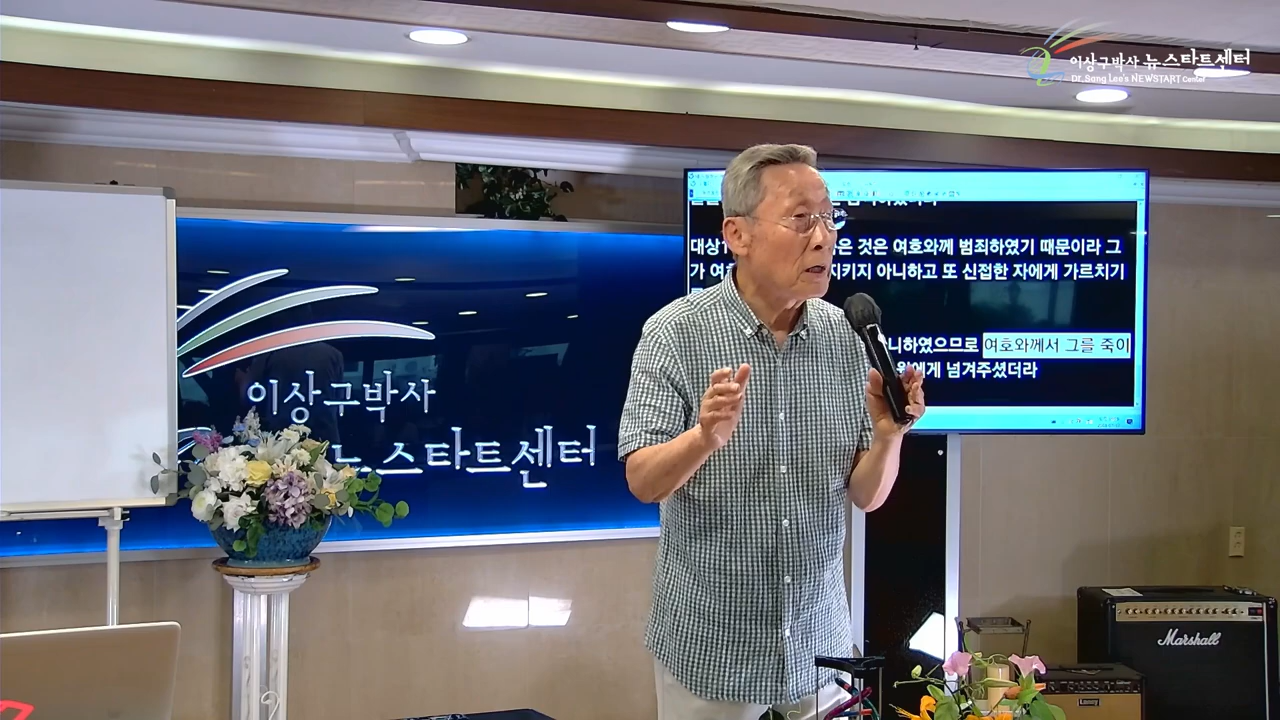 이상구박사 뉴스타트센터
Dr. Sang Lee's NEWSTART Center
대상1 은 것은 여호와께 범죄하였기 때문이라 그
가 여호 지키지 아니하고 또 신접한 자에게 가르치기
니하였으므로 여호와께서 그를 죽이
에게 넘겨주셨더라
이상구박사
뉴스타트센터
Marshall
Laney